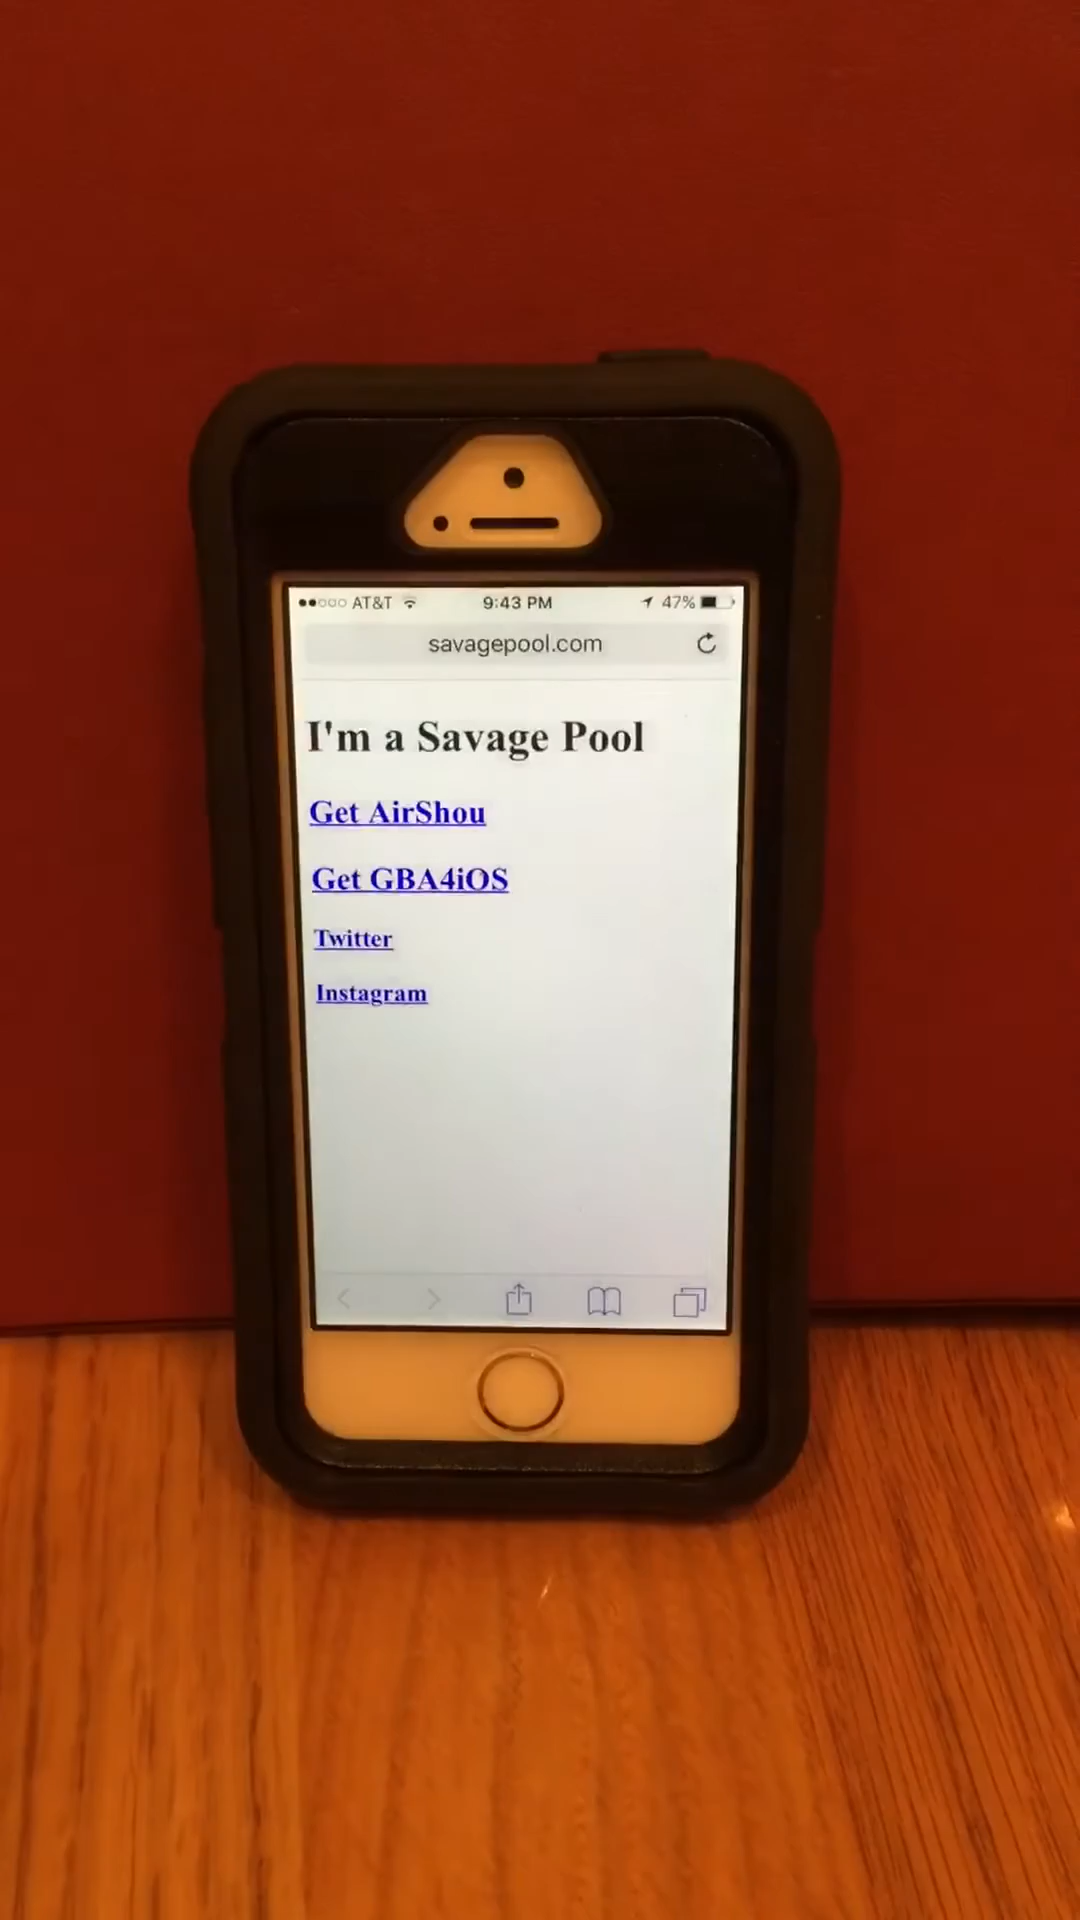 AT&T 9:43 PM 47%
savagepool.com
I'm a Savage Pool
Get AirShou
Get GBA4iOS
Twitter
Instagram